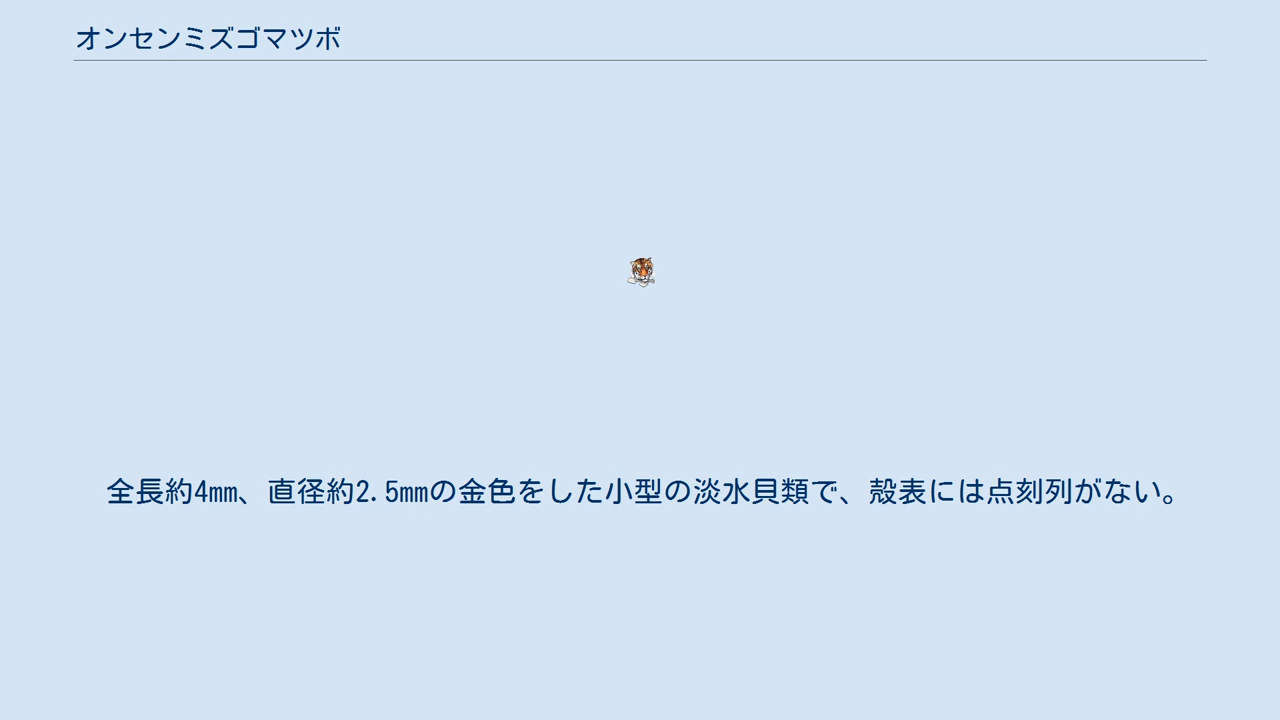 オンセンミズゴマツボ
全長約4mm、直径約2.5mmの金色をした小型の淡水貝類で、殻表には点刻列がない。